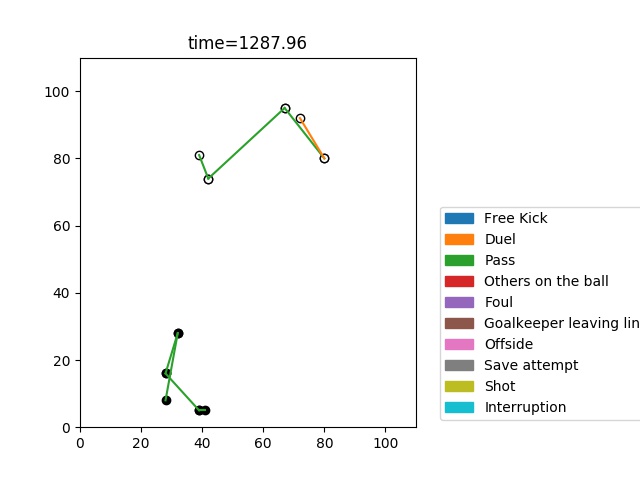 time=1287.96
100
80
60
40
20
0
0 20 40 60 80 100
Free Kick
Duel
Pass
Others on the ball
Foul
Goalkeeper leaving lin
Offside
Save attempt
Shot
Interruption